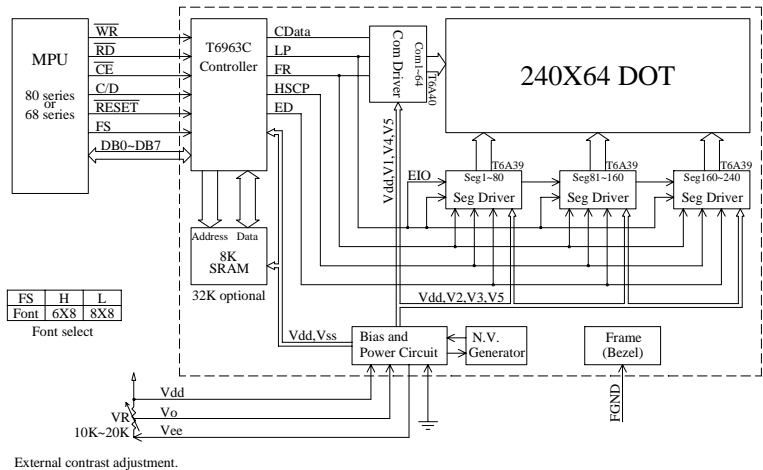 MPU
80 series
or
68 series
WR
RD
CE
C/D
RESET
FS
DB0~DB7
T6963C
Controller
CData
LP
FR
HSCP
ED
Com Driver
Com1~64
T6A40
240X64 DOT
Vdd,V1,V4,V5
EIO
T6A39
Seg1~80
Seg Driver
T6A39
Seg81~160
Seg Driver
T6A39
Seg160~240
Seg Driver
Address Data
8K
SRAM
32K optional
FS H L
Font 6X8 8X8
Font select
Vdd,V2,V3,V5
Vdd,Vss
Bias and
Power Circuit
N.V.
Generator
Frame
(Bezel)
FGND
Vdd
VR
Vo
10K~20K
Vee
External contrast adjustment.